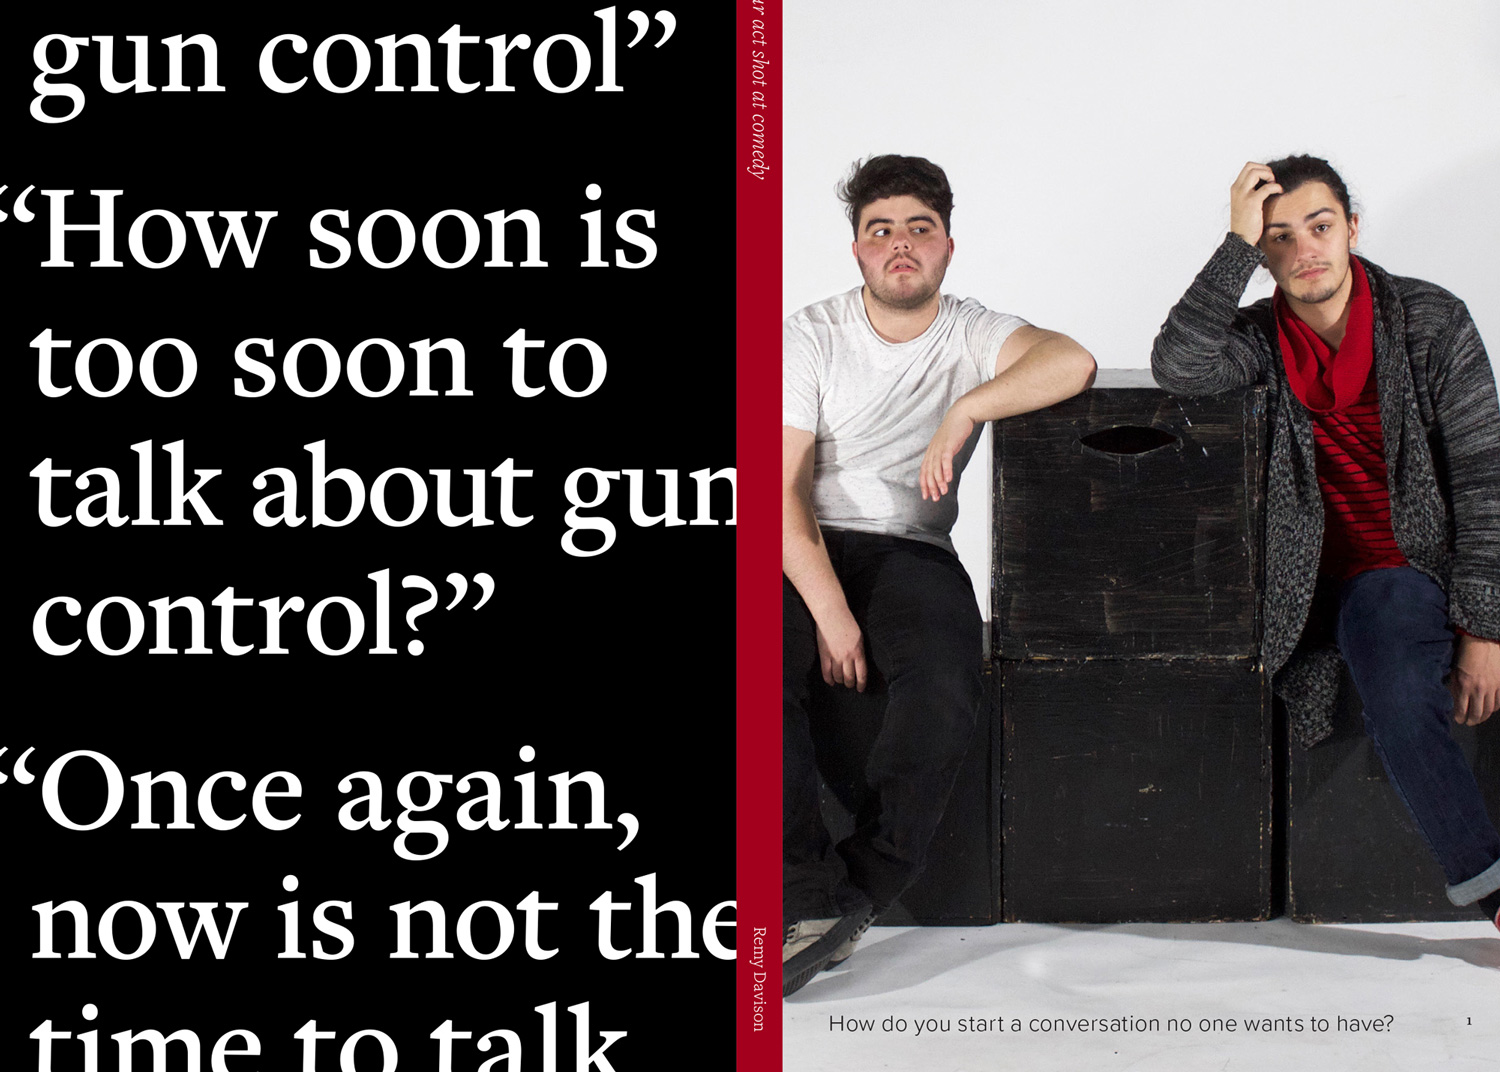 gun control”
“How soon is
too soon to
talk about gun
control?”
“Once again,
now is not the
time to talk
act shot at comedy
Remy Davison
How do you start a conversation no one wants to have?
1